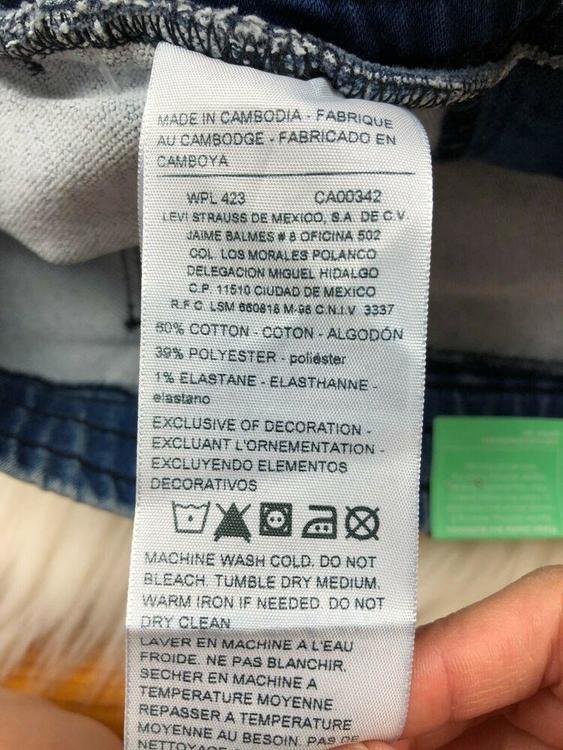 MADE IN CAMBODIA - FABRIQUE
AU CAMBODGE - FABRICADO EN
CAMBOYA
WPL 423 CA00342
LEVI STRAUSS DE MEXICO, S.A. DE C.V.
JAIME BALMES # 8 OFICINA 502
COL. LOS MORALES POLANCO
DELEGACION MIGUEL HIDALGO
C.P. 11510 CIUDAD DE MEXICO
R.F.C. LSM 660818 M-98 C.N.I.V 3337
60% COTTON - COTON - ALGODÓN
39% POLYESTER - poliéster
1% ELASTANE - ELASTHANNE -
elastano
EXCLUSIVE OF DECORATION -
EXCLUANT L'ORNEMENTATION -
EXCLUYENDO ELEMENTOS
DECORATIVOS
MACHINE WASH COLD. DO NOT
BLEACH. TUMBLE DRY MEDIUM.
WARM IRON IF NEEDED. DO NOT
DRY CLEAN
LAVER EN MACHINE A L'EAU
FROIDE. NE PAS BLANCHIR.
SECHER EN MACHINE A
TEMPERATURE MOYENNE
REPASSER A TEMPERATURE
MOYENNE AU BESOIN. PAS DE
NETTOYAGE